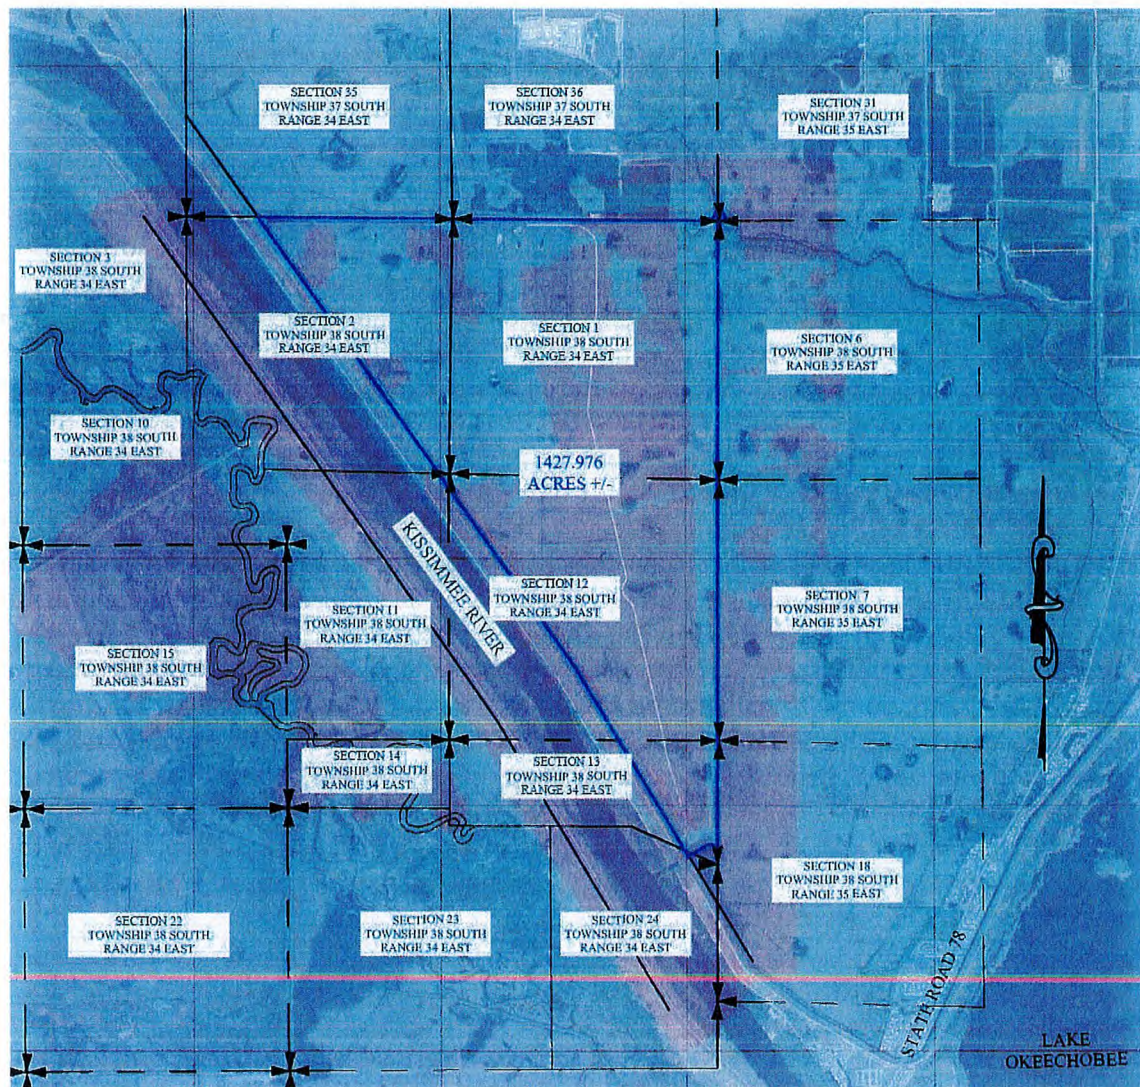 SECTION 35
TOWNSHIP 37 SOUTH
RANGE 34 EAST
SECTION 36
TOWNSHIP 37 SOUTH
RANGE 34 EAST
SECTION 31
TOWNSHIP 37 SOUTH
RANGE 35 EAST
SECTION 3
TOWNSHIP 38 SOUTH
RANGE 34 EAST
SECTION 2
TOWNSHIP 38 SOUTH
RANGE 34 EAST
SECTION 1
TOWNSHIP 38 SOUTH
RANGE 34 EAST
SECTION 6
TOWNSHIP 38 SOUTH
RANGE 35 EAST
SECTION 10
TOWNSHIP 38 SOUTH
RANGE 34 EAST
1427.976
ACRES +/-
KISSIMMEE RIVER
SECTION 11
TOWNSHIP 38 SOUTH
RANGE 34 EAST
SECTION 12
TOWNSHIP 38 SOUTH
RANGE 34 EAST
SECTION 7
TOWNSHIP 38 SOUTH
RANGE 35 EAST
SECTION 15
TOWNSHIP 38 SOUTH
RANGE 34 EAST
SECTION 14
TOWNSHIP 38 SOUTH
RANGE 34 EAST
SECTION 13
TOWNSHIP 38 SOUTH
RANGE 34 EAST
SECTION 18
TOWNSHIP 38 SOUTH
RANGE 35 EAST
SECTION 22
TOWNSHIP 38 SOUTH
RANGE 34 EAST
SECTION 23
TOWNSHIP 38 SOUTH
RANGE 34 EAST
SECTION 24
TOWNSHIP 38 SOUTH
RANGE 34 EAST
STATE ROAD 78
LAKE
OKEECHOBEE